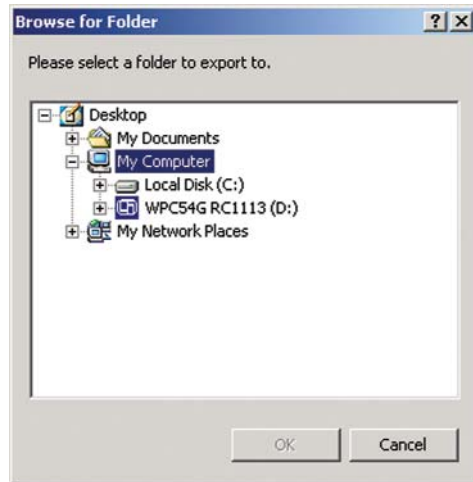 Browse for Folder
Please select a folder to export to.
Desktop
My Documents
My Computer
Local Disk (C:)
WPC54G RC1113 (D:)
My Network Places
OK
Cancel